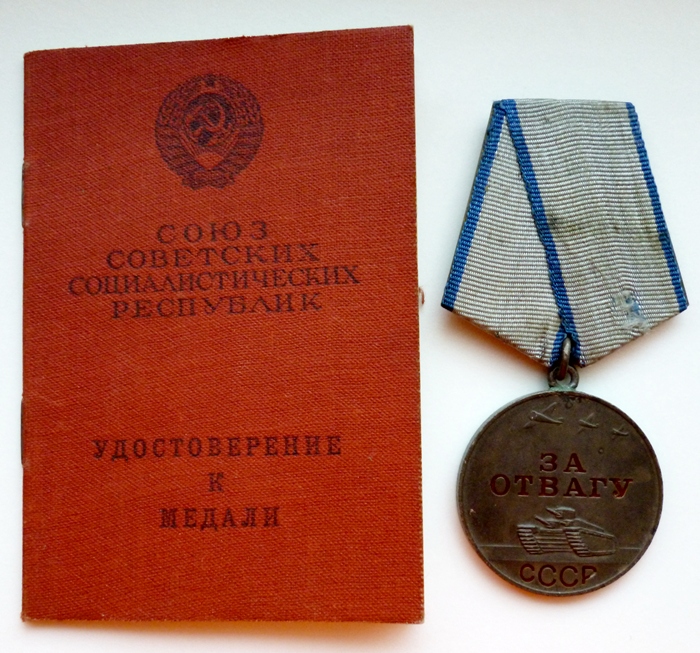 СОЮЗ
СОВЕТСКИХ
СОЦИАЛИСТИЧЕСКИХ
РЕСПУБЛИК
УДОСТОВЕРЕНИЕ
К
МЕДАЛИ
ЗА
ОТВАГУ
СССР